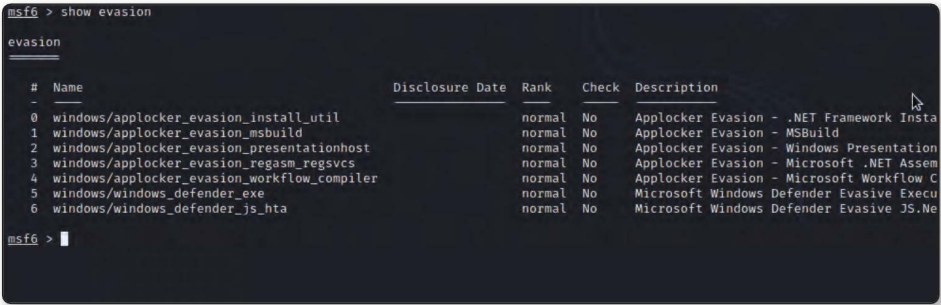 msf6 > show evasion
evasion
=======
# Name Disclosure Date Rank Check Description
- ---- --------------- ---- ----- -----------
0 windows/applocker_evasion_install_util normal No Applocker Evasion - .NET Framework Insta
1 windows/applocker_evasion_msbuild normal No Applocker Evasion - MSBuild
2 windows/applocker_evasion_presentationhost normal No Applocker Evasion - Windows Presentation
3 windows/applocker_evasion_regasm_regsvcs normal No Applocker Evasion - Microsoft .NET Assem
4 windows/applocker_evasion_workflow_compiler normal No Applocker Evasion - Microsoft Workflow C
5 windows/windows_defender_exe normal No Microsoft Windows Defender Evasive Execu
6 windows/windows_defender_js_hta normal No Microsoft Windows Defender Evasive JS.Ne
msf6 >